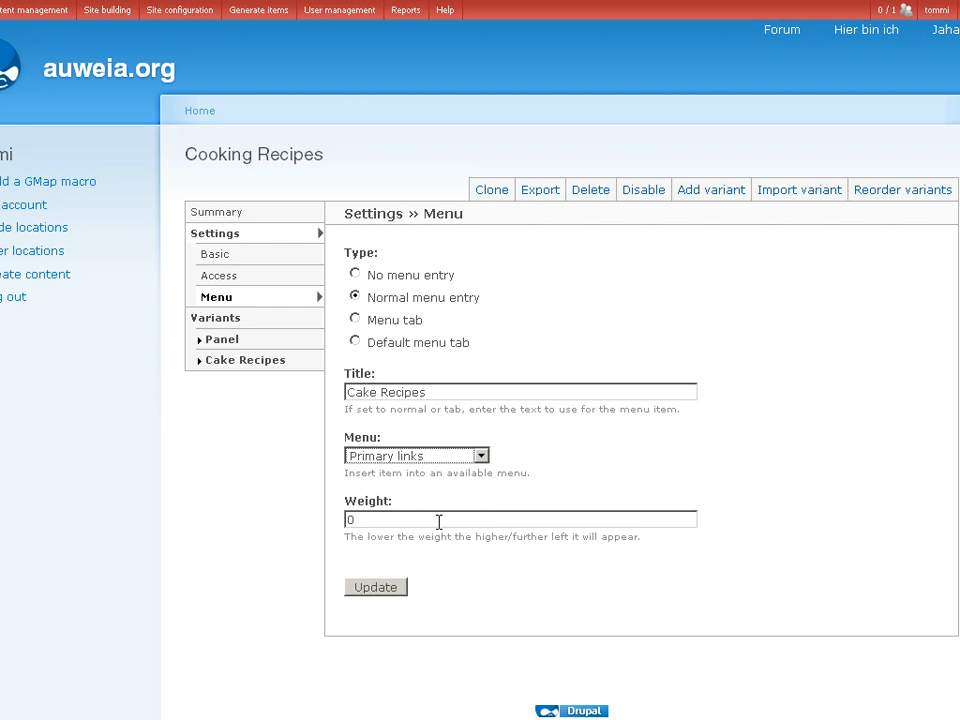 tent management Site building Site configuration Generate items User management Reports Help 0 / 1 tommi
Forum Hier bin ich Jaha
auweia.org
Home
mi
Cooking Recipes
dd a GMap macro
account
de locations
er locations
eate content
g out
Clone Export Delete Disable Add variant Import variant Reorder variants
Summary
Settings
Basic
Access
Menu
Variants
Panel
Cake Recipes
Settings » Menu
Type:
No menu entry
Normal menu entry
Menu tab
Default menu tab
Title:
Cake Recipes
If set to normal or tab, enter the text to use for the menu item.
Menu:
Primary links
Insert item into an available menu.
Weight:
0
The lower the weight the higher/further left it will appear.
Update
Drupal